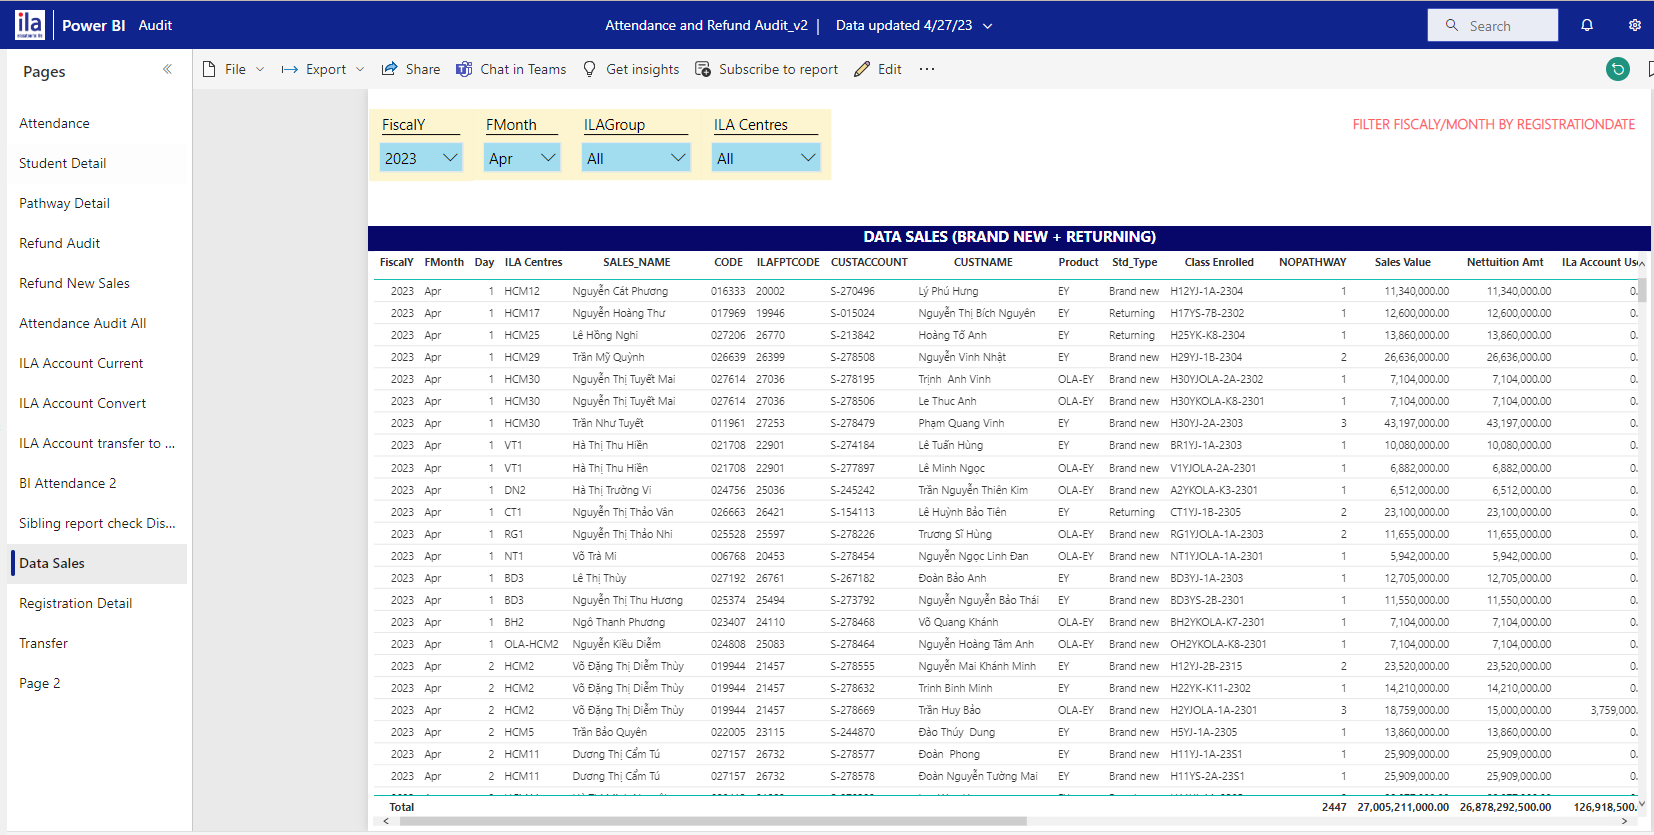 ila Power BI Audit Attendance and Refund Audit_v2 | Data updated 4/27/23 Search
Pages File Export Share Chat in Teams Get insights Subscribe to report Edit ...
Attendance
Student Detail
Pathway Detail
Refund Audit
Refund New Sales
Attendance Audit All
ILA Account Current
ILA Account Convert
ILA Account transfer to ...
BI Attendance 2
Sibling report check Dis...
Data Sales
Registration Detail
Transfer
Page 2
FiscalY FMonth ILAGroup ILA Centres FILTER FISCALY/MONTH BY REGISTRATIONDATE
2023 Apr All All
DATA SALES (BRAND NEW + RETURNING)
FiscalY FMonth Day ILA Centres SALES_NAME CODE ILAFPTCODE CUSTACCOUNT CUSTNAME Product Std_Type Class Enrolled NOPATHWAY Sales Value Nettuition Amt ILa Account Us
2023 Apr 1 HCM12 Nguyễn Cát Phương 016333 20002 S-270496 Lý Phú Hưng EY Brand new H12YJ-1A-2304 1 11,340,000.00 11,340,000.00 0.
2023 Apr 1 HCM17 Nguyễn Hoàng Thư 017969 19946 S-015024 Nguyễn Thị Bích Nguyên EY Returning H17YS-7B-2302 1 12,600,000.00 12,600,000.00 0.
2023 Apr 1 HCM25 Lê Hồng Nghi 027206 26770 S-213842 Hoàng Tố Anh EY Returning H25YK-K8-2304 1 13,860,000.00 13,860,000.00 0.
2023 Apr 1 HCM29 Trần Mỹ Quỳnh 026639 26399 S-278508 Nguyễn Vinh Nhật EY Brand new H29YJ-1B-2304 2 26,636,000.00 26,636,000.00 0.
2023 Apr 1 HCM30 Nguyễn Thị Tuyết Mai 027614 27036 S-278195 Trịnh Anh Vinh OLA-EY Brand new H30YJOLA-2A-2302 1 7,104,000.00 7,104,000.00 0.
2023 Apr 1 HCM30 Nguyễn Thị Tuyết Mai 027614 27036 S-278506 Le Thuc Anh OLA-EY Brand new H30YKOLA-K8-2301 1 7,104,000.00 7,104,000.00 0.
2023 Apr 1 HCM30 Trần Như Tuyết 011961 27253 S-278479 Phạm Quang Vinh EY Brand new H30YJ-2A-2303 3 43,197,000.00 43,197,000.00 0.
2023 Apr 1 VT1 Hà Thị Thu Hiền 021708 22901 S-274184 Lê Tuấn Hùng EY Brand new BR1YJ-1A-2303 1 10,080,000.00 10,080,000.00 0.
2023 Apr 1 VT1 Hà Thị Thu Hiền 021708 22901 S-277897 Lê Minh Ngọc OLA-EY Brand new V1YJOLA-2A-2301 1 6,882,000.00 6,882,000.00 0.
2023 Apr 1 DN2 Hà Thị Trường Vi 024756 25036 S-245242 Trần Nguyễn Thiên Kim OLA-EY Brand new A2YKOLA-K3-2301 1 6,512,000.00 6,512,000.00 0.
2023 Apr 1 CT1 Nguyễn Thị Thảo Vân 026663 26421 S-154113 Lê Huỳnh Bảo Tiên EY Returning CT1YJ-1B-2305 2 23,100,000.00 23,100,000.00 0.
2023 Apr 1 RG1 Nguyễn Thị Thảo Nhi 025528 25597 S-278226 Trương Sĩ Hùng OLA-EY Brand new RG1YJOLA-1A-2303 2 11,655,000.00 11,655,000.00 0.
2023 Apr 1 NT1 Võ Trà Mi 006768 20453 S-278454 Nguyễn Ngọc Linh Đan OLA-EY Brand new NT1YJOLA-1A-2301 1 5,942,000.00 5,942,000.00 0.
2023 Apr 1 BD3 Lê Thị Thùy 027192 26761 S-267182 Đoàn Bảo Anh EY Brand new BD3YJ-1A-2303 1 12,705,000.00 12,705,000.00 0.
2023 Apr 1 BD3 Nguyễn Thị Thu Hương 025374 25494 S-273792 Nguyễn Nguyễn Bảo Thái EY Brand new BD3YS-2B-2301 1 11,550,000.00 11,550,000.00 0.
2023 Apr 1 BH2 Ngô Thanh Phương 023407 24110 S-278468 Võ Quang Khánh OLA-EY Brand new BH2YKOLA-K7-2301 1 7,104,000.00 7,104,000.00 0.
2023 Apr 1 OLA-HCM2 Nguyễn Kiều Diễm 024808 25083 S-278464 Nguyễn Hoàng Tâm Anh OLA-EY Brand new OH2YKOLA-K8-2301 1 7,104,000.00 7,104,000.00 0.
2023 Apr 2 HCM2 Võ Đặng Thị Diễm Thùy 019944 21457 S-278555 Nguyễn Mai Khánh Minh EY Brand new H12YJ-2B-2315 2 23,520,000.00 23,520,000.00 0.
2023 Apr 2 HCM2 Võ Đặng Thị Diễm Thùy 019944 21457 S-278632 Trinh Binh Minh EY Brand new H22YK-K11-2302 1 14,210,000.00 14,210,000.00 0.
2023 Apr 2 HCM2 Võ Đặng Thị Diễm Thùy 019944 21457 S-278669 Trần Huy Bảo OLA-EY Brand new H2YJOLA-1A-2301 3 18,759,000.00 15,000,000.00 3,759,000.
2023 Apr 2 HCM5 Trần Bảo Quyên 022005 23115 S-244870 Đào Thúy Dung EY Brand new H5YJ-1A-2305 1 13,860,000.00 13,860,000.00 0.
2023 Apr 2 HCM11 Dương Thị Cẩm Tú 027157 26732 S-278577 Đoàn Phong EY Brand new H11YJ-1A-23S1 1 25,909,000.00 25,909,000.00 0.
2023 Apr 2 HCM11 Dương Thị Cẩm Tú 027157 26732 S-278578 Đoàn Nguyễn Tường Mai EY Brand new H11YS-2A-23S1 1 25,909,000.00 25,909,000.00 0.
Total 2447 27,005,211,000.00 26,878,292,500.00 126,918,500.